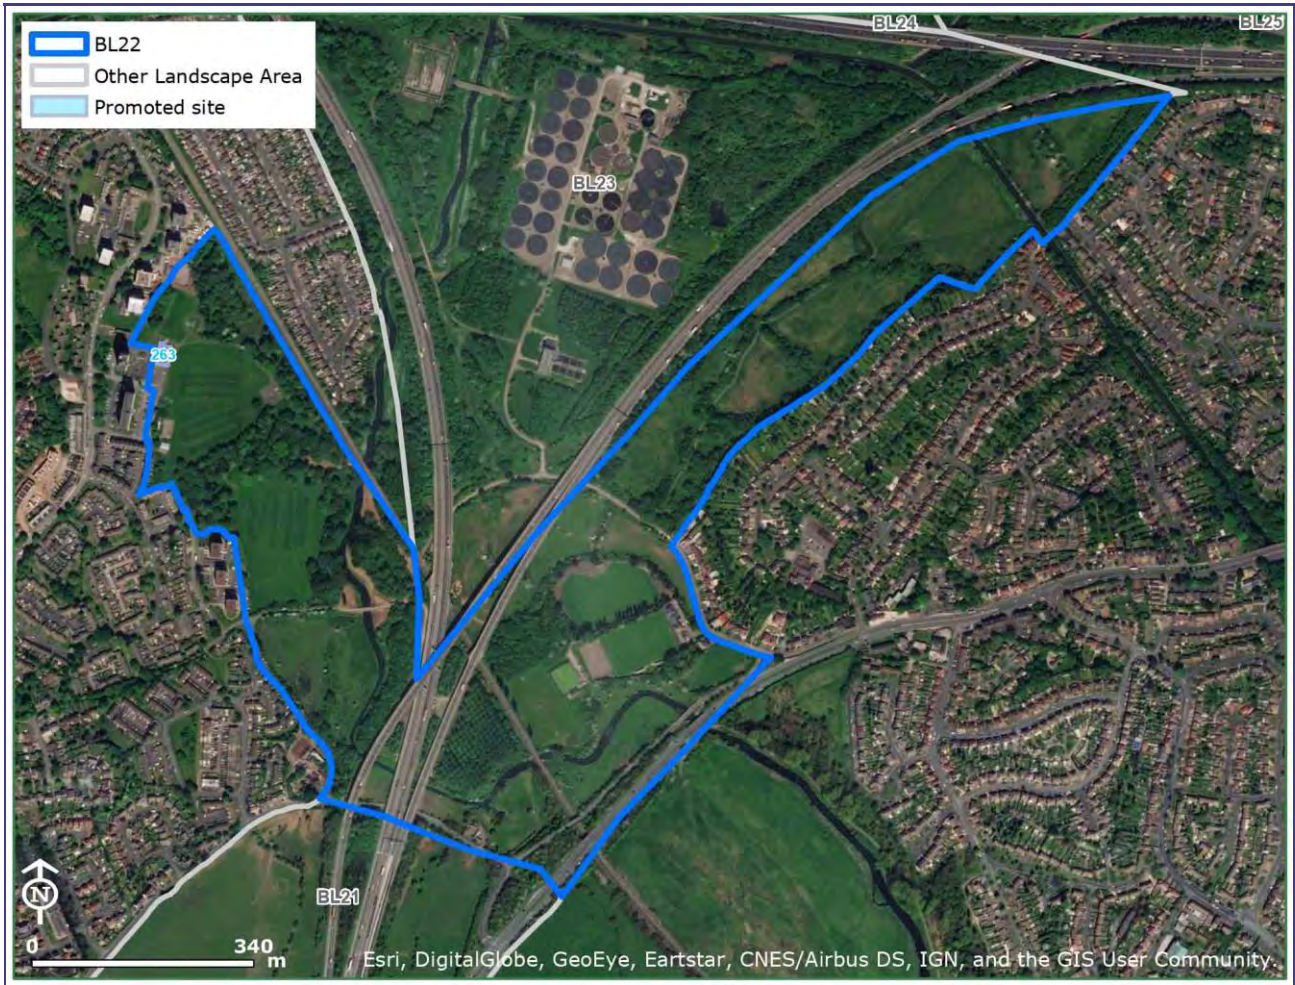 BL24
BL25
BL22
Other Landscape Area
Promoted site
BL23
263
BL21
N
0 340
m
Esri, DigitalGlobe, GeoEye, Eartstar, CNES/Airbus DS, IGN, and the GIS User Community.